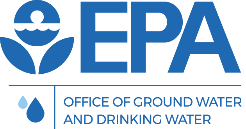 EPA
OFFICE OF GROUND WATER
AND DRINKING WATER